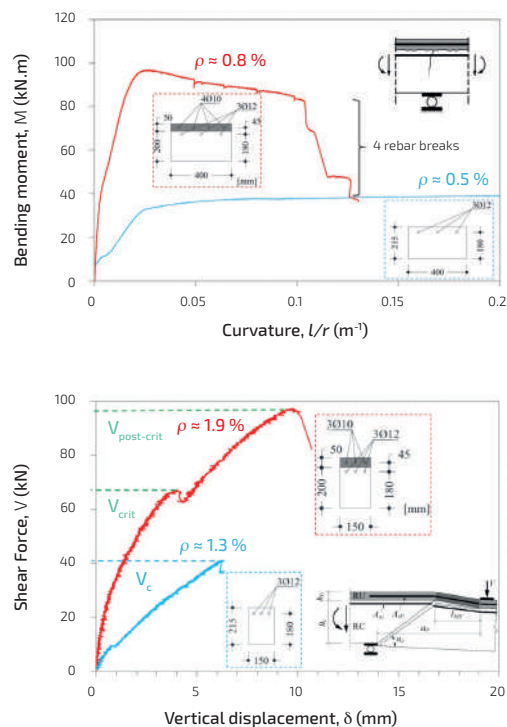 Bending moment, M (kN.m)
120
100
80
60
40
20
0
ρ ≈ 0.8 %
4Ø10
3Ø12
50
45
200
180
400
[mm]
4 rebar breaks
ρ ≈ 0.5 %
3Ø12
215
180
400
0
0.05
0.1
0.15
0.2
Curvature, l/r (m⁻¹)
Shear Force, V (kN)
100
80
60
40
20
0
Vpost-crit
ρ ≈ 1.9 %
Vcrit
ρ ≈ 1.3 %
Vc
3Ø10
3Ø12
50
45
200
180
[mm]
150
3Ø12
215
180
150
V
RU
RC
0
5
10
15
20
Vertical displacement, δ (mm)